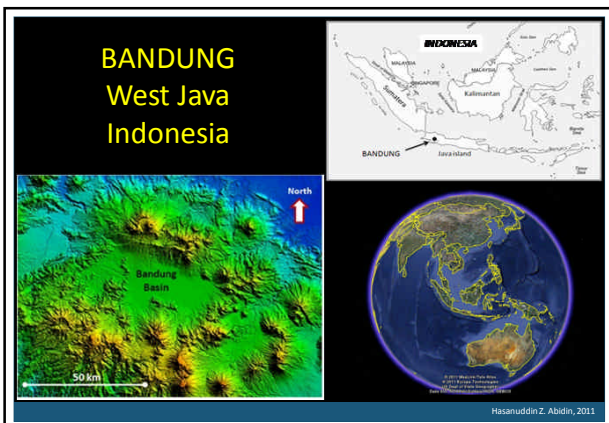 BANDUNG
West Java
Indonesia
INDONESIA
MALAYSIA
MALAYSIA
SINGAPORE
Sumatera
Kalimantan
BANDUNG
Java island
North
Bandung
Basin
50 km
Hasanuddin Z. Abidin, 2011